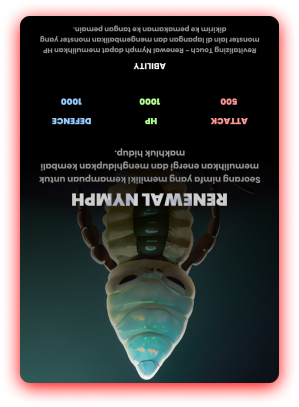 RENEWAL NYMPH
Seorang nimfa yang memiliki kemampuan untuk
memulihkan energi dan menghidupkan kembali
makhluk hidup.
ATTACK HP DEFENCE
500 1000 1000
ABILITY
Revitalizing Touch - Renewal Nymph dapat memulihkan HP
monster lain di lapangan dan mengembalikan monster yang
dikirim ke pemakaman ke tangan pemain.